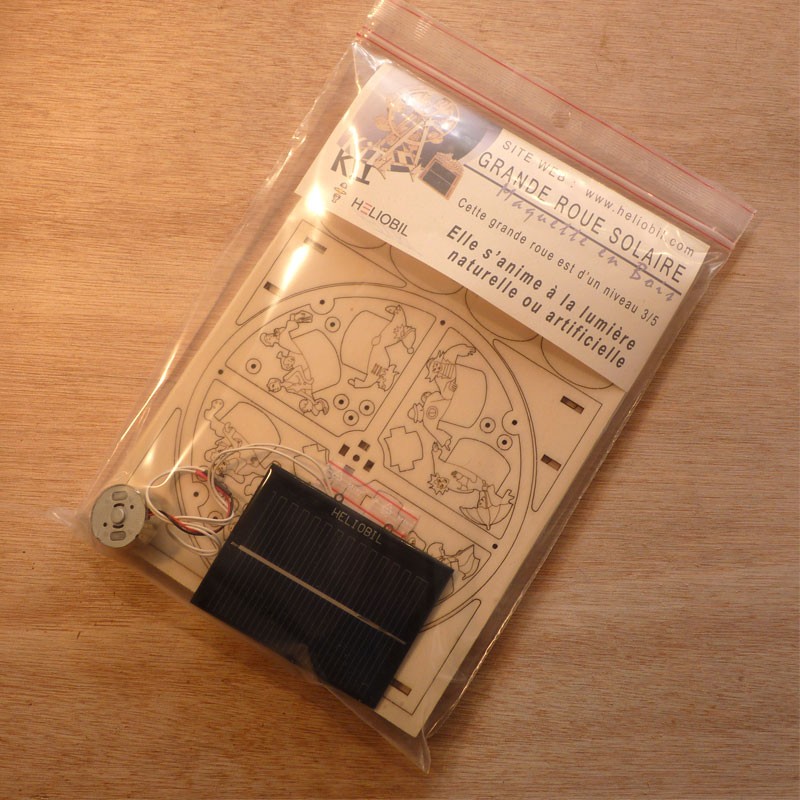 SITE WEB : www.heliobil.com
KI
GRANDE ROUE SOLAIRE
Maquette en Bois
HELIOBIL
Cette grande roue est d'un niveau 3/5
Elle s'anime à la lumière
naturelle ou artificielle
HELIOBIL